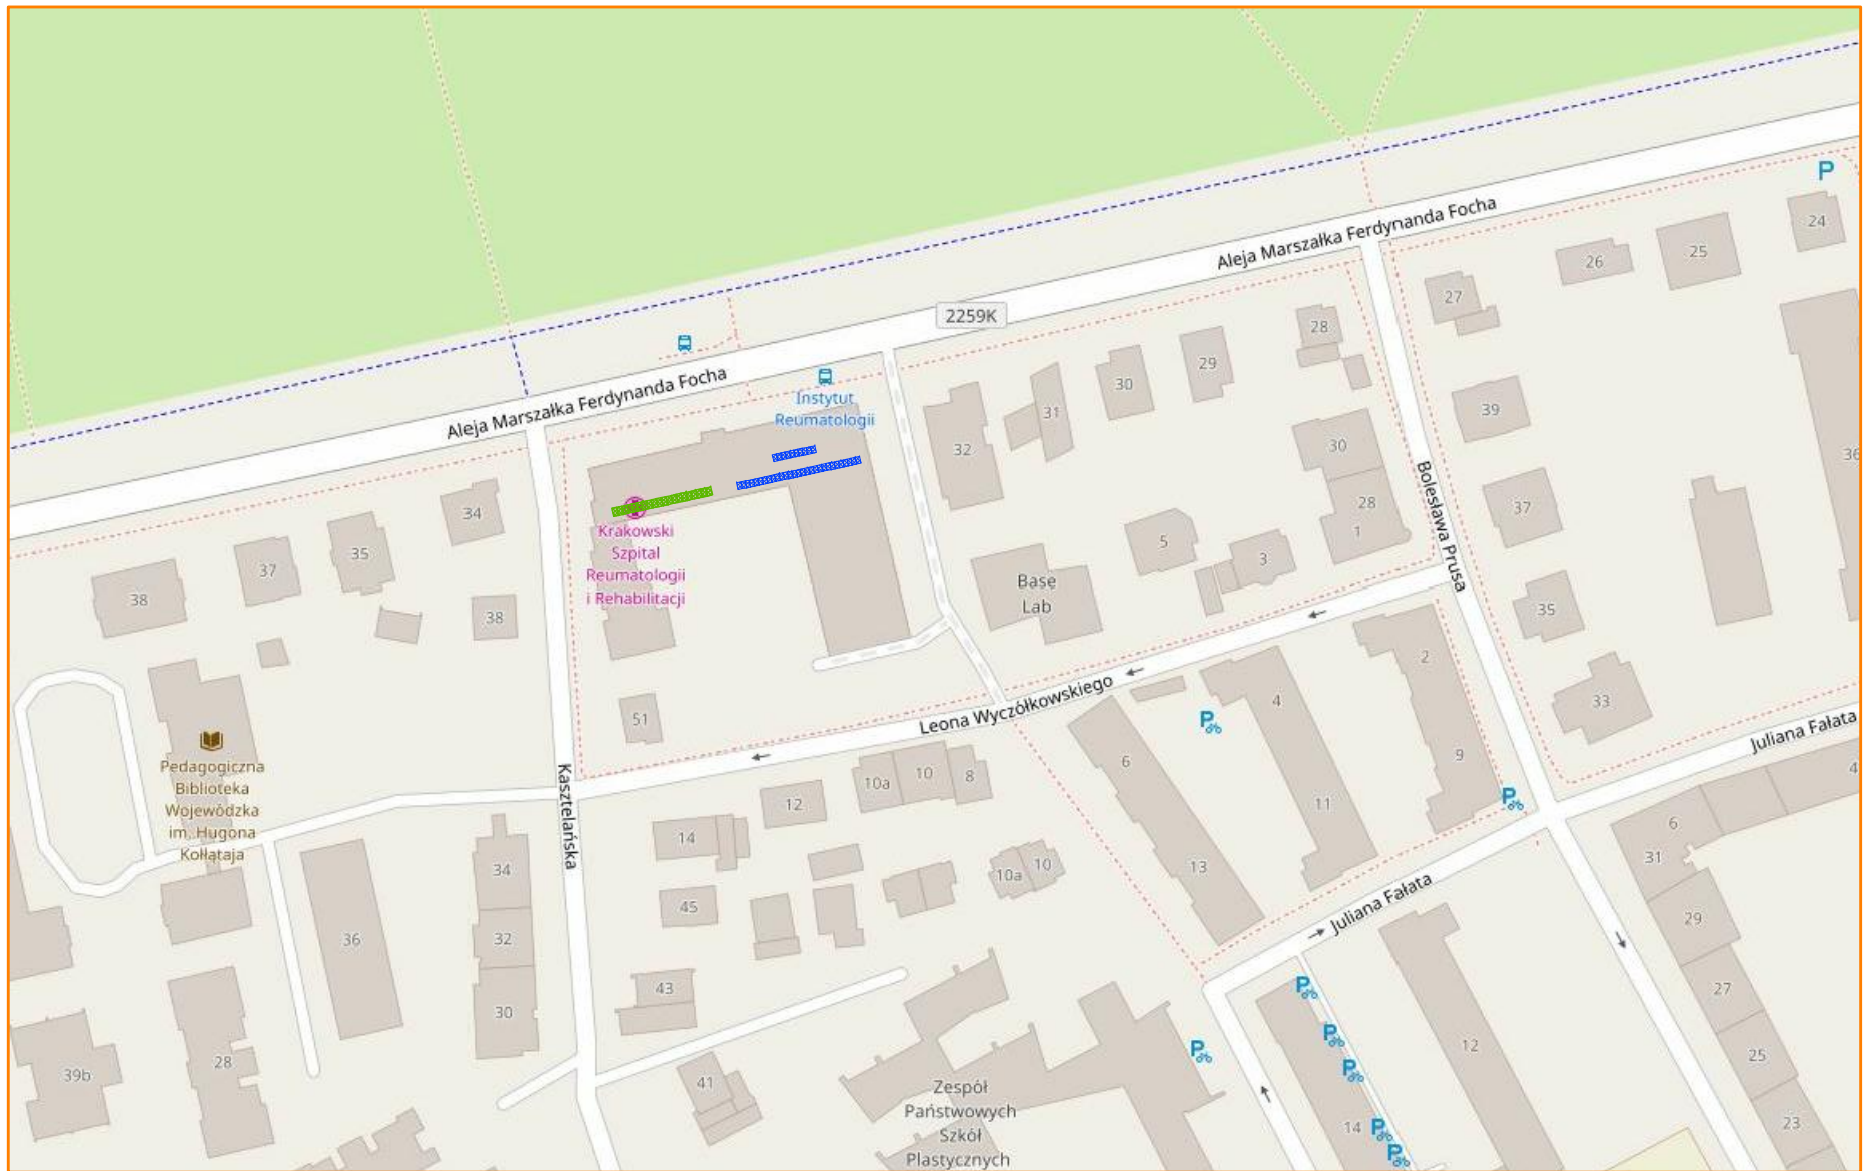 P
24
Aleja Marszałka Ferdynanda Focha
25
26
27
2259K
28
29
30
31
Aleja Marszałka Ferdynanda Focha
Instytut
Reumatologii
32
39
30
36
34
28
1
37
Bolesława Prusa
Krakowski
Szpital
Reumatologii
i Rehabilitacji
35
37
38
38
5
3
Basę
Lab
35
2
51
Leona Wyczółkowskiego
4
33
P
Juliana Fałata
Pedagogiczna
Biblioteka
Wojewódzka
im. Hugona
Kołłątaja
6
9
10a
10
8
12
4
Kasztelańska
P
11
14
6
31
34
13
10a
10
45
Juliana Fałata
29
36
32
43
P
27
30
P
12
25
39b
28
P
P
41
Zespół
Państwowych
Szkół
Plastycznych
14
P
P
23